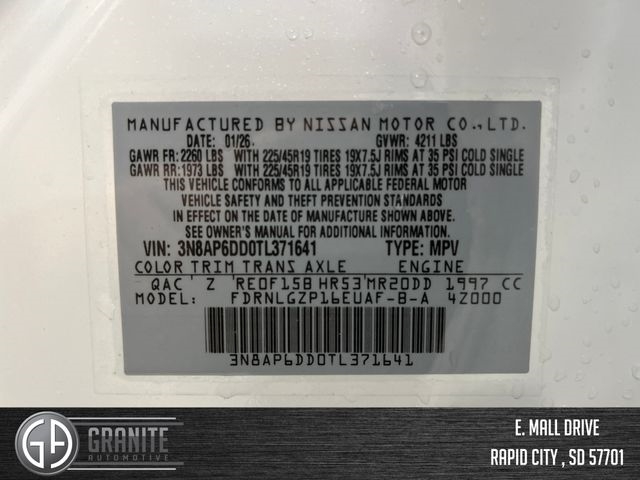 MANUFACTURED BY NISSAN MOTOR CO.,LTD.
DATE: 01/26. GVWR: 4211 LBS
GAWR FR: 2260 LBS WITH 225/45R19 TIRES 19X7.5J RIMS AT 35 PSI COLD SINGLE
GAWR RR: 1973 LBS WITH 225/45R19 TIRES 19X7.5J RIMS AT 35 PSI COLD SINGLE
THIS VEHICLE CONFORMS TO ALL APPLICABLE FEDERAL MOTOR
VEHICLE SAFETY AND THEFT PREVENTION STANDARDS
IN EFFECT ON THE DATE OF MANUFACTURE SHOWN ABOVE.
SEE OWNER'S MANUAL FOR ADDITIONAL INFORMATION.
VIN: 3N8AP6DD0TL371641 TYPE: MPV
COLOR TRIM TRANS AXLE ENGINE
QAC Z RE0F15B HR53 MR20DD 1997 CC
MODEL: FDRNLGZP16EUAF-B-A 4Z000
3N8AP6DD0TL371641
GA GRANITE
AUTOMOTIVE
E. MALL DRIVE
RAPID CITY , SD 57701